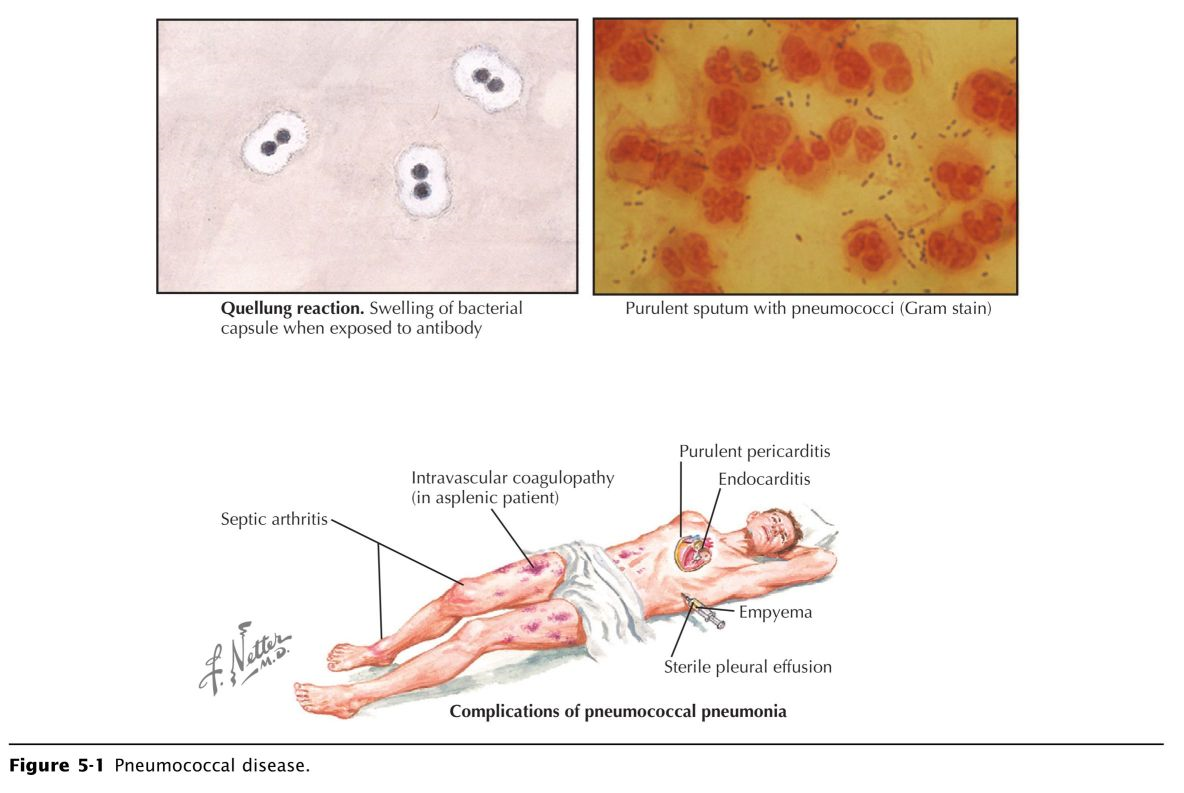 Quellung reaction. Swelling of bacterial
capsule when exposed to antibody
Purulent sputum with pneumococci (Gram stain)
Purulent pericarditis
Intravascular coagulopathy
(in asplenic patient)
Endocarditis
Septic arthritis
Empyema
Sterile pleural effusion
F. Netter
M.D.
Complications of pneumococcal pneumonia
Figure 5-1 Pneumococcal disease.